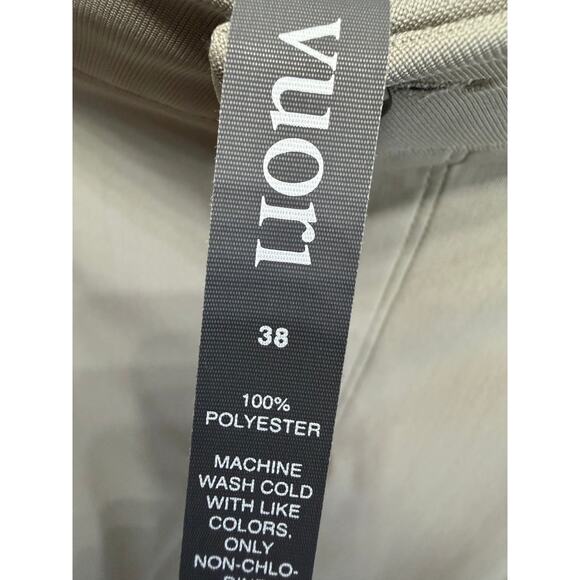 vuori
38
100%
POLYESTER
MACHINE
WASH COLD
WITH LIKE
COLORS.
ONLY
NON-CHLO-